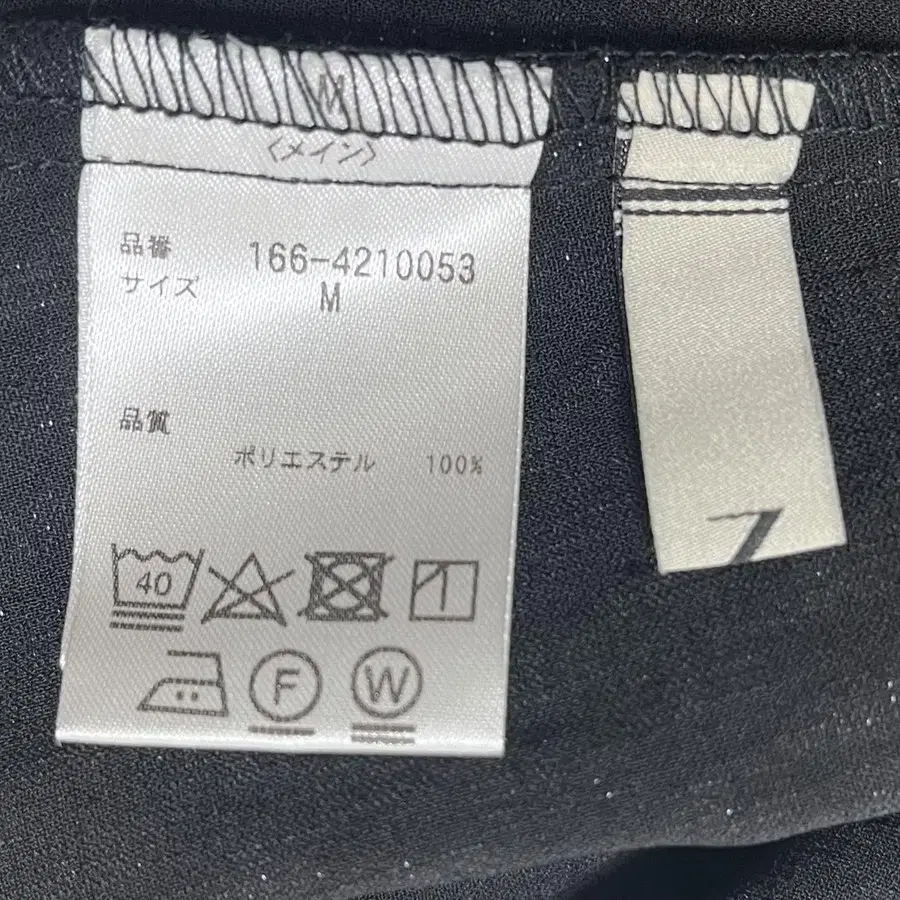 M
〈メイン〉
品番 166-4210053
サイズ M
品質
ポリエステル 100%
40
F W